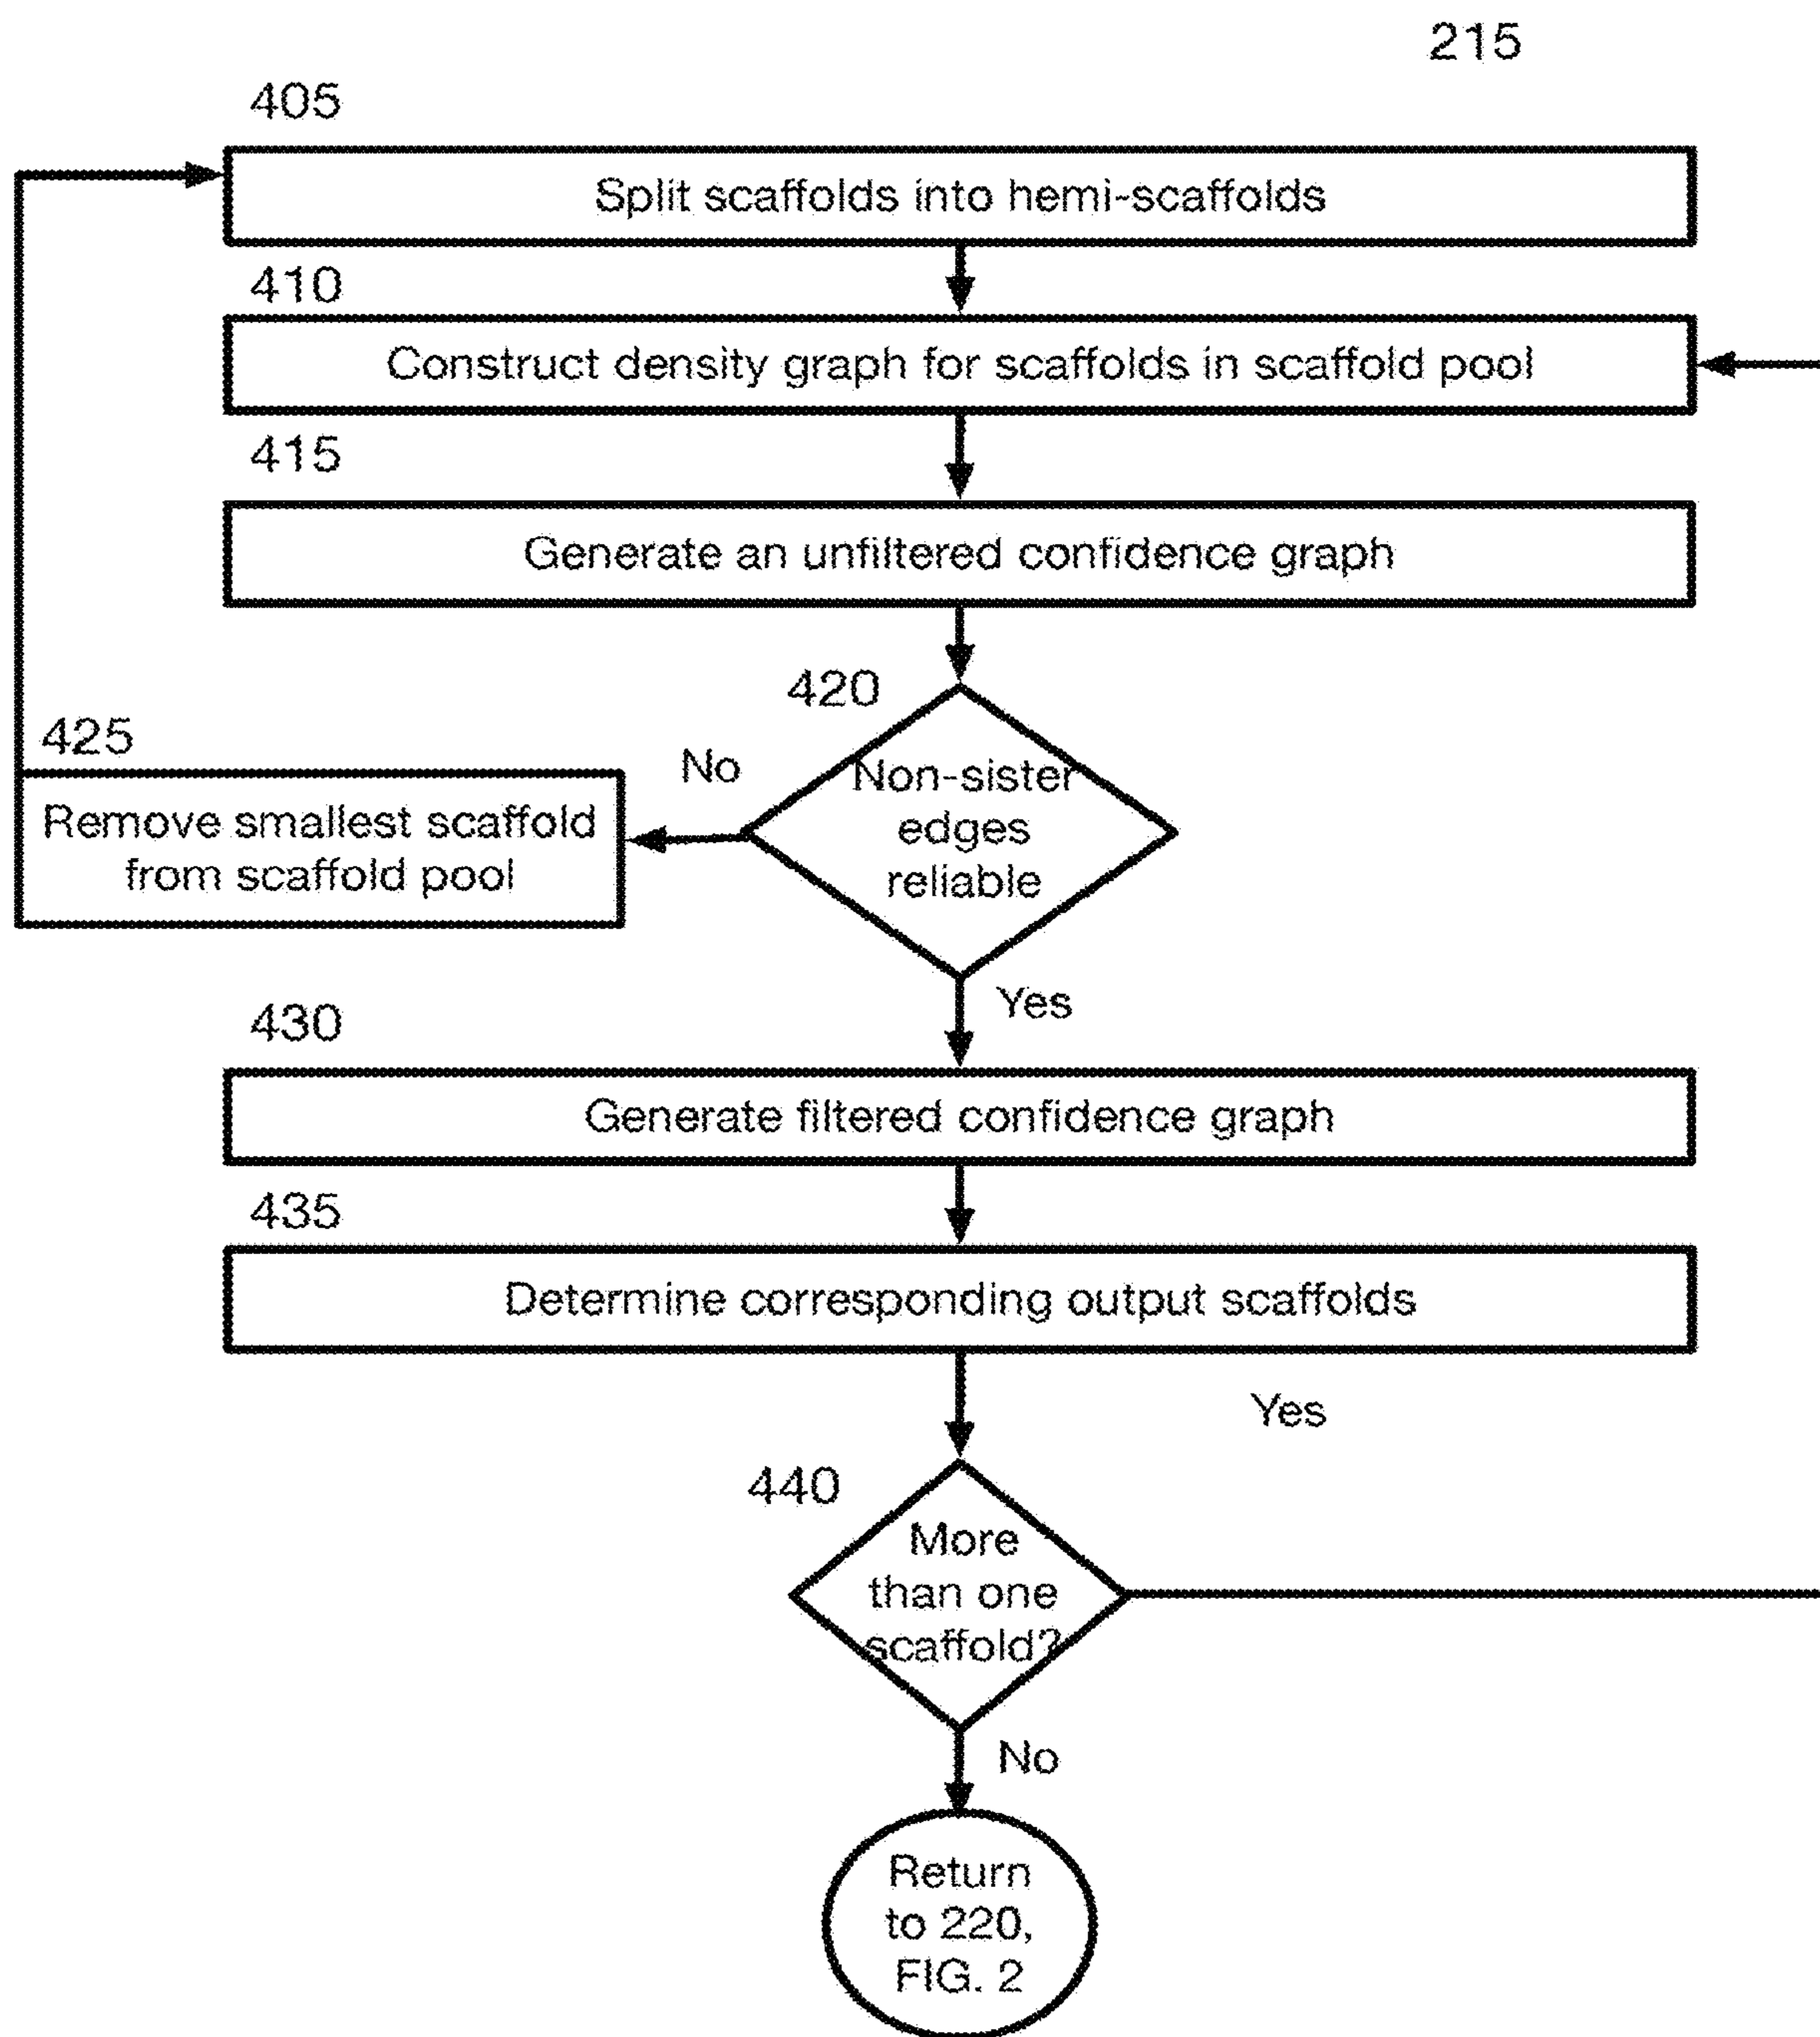 215
405
Split scaffolds into hemi-scaffolds
410
Construct density graph for scaffolds in scaffold pool
415
Generate an unfiltered confidence graph
420
Non-sister
edges
reliable
No
425
Remove smallest scaffold
from scaffold pool
Yes
430
Generate filtered confidence graph
435
Determine corresponding output scaffolds
Yes
440
More
than one
scaffold?
No
Return
to 220,
FIG. 2